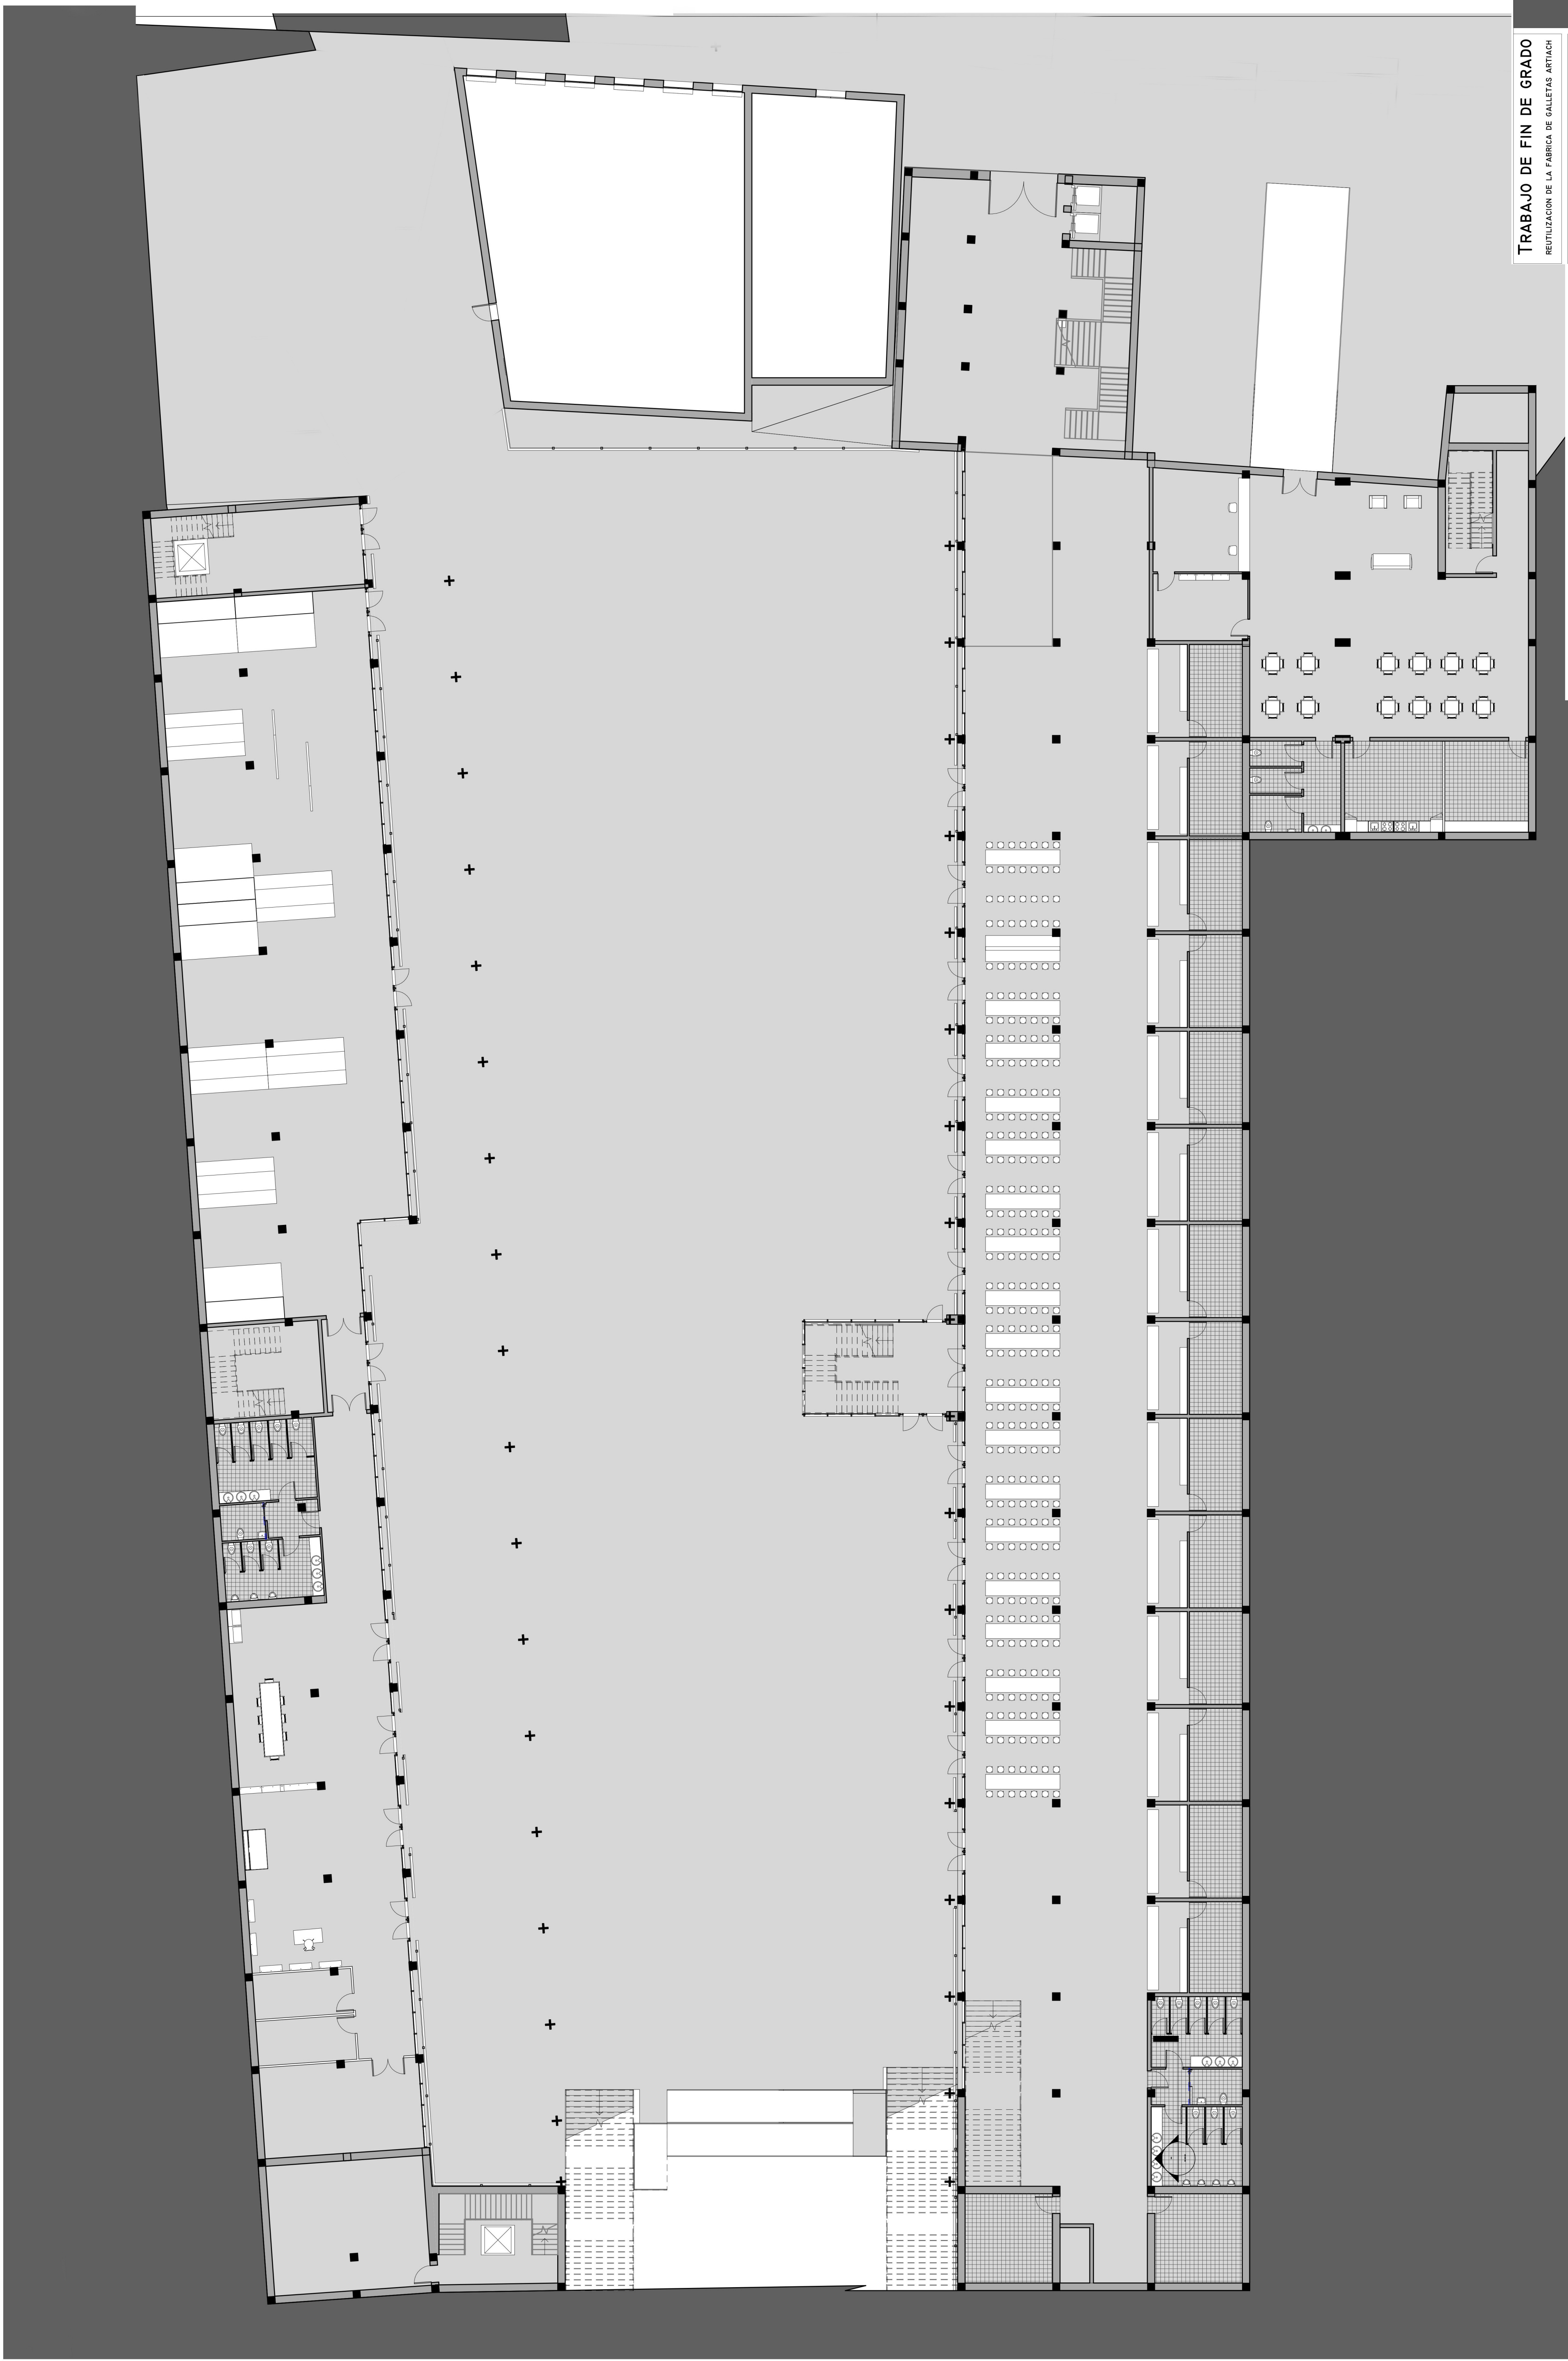 TRABAJO DE FIN DE GRADO
REUTILIZACION DE LA FABRICA DE GALLETAS ARTIACH